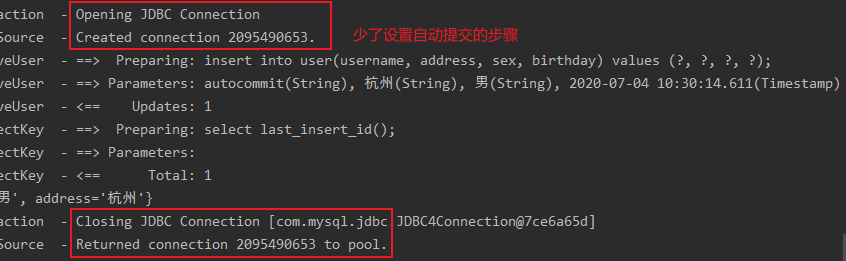 action - Opening JDBC Connection
Source - Created connection 2095490653.
少了设置自动提交的步骤
veUser - ==> Preparing: insert into user(username, address, sex, birthday) values (?, ?, ?, ?);
veUser - ==> Parameters: autocommit(String), 杭州(String), 男(String), 2020-07-04 10:30:14.611(Timestamp)
veUser - <== Updates: 1
ectKey - ==> Preparing: select last_insert_id();
ectKey - ==> Parameters:
ectKey - <== Total: 1
男', address='杭州'}
action - Closing JDBC Connection [com.mysql.jdbc JDBC4Connection@7ce6a65d]
Source - Returned connection 2095490653 to pool.